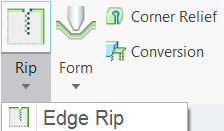 Rip
Form
Corner Relief
Conversion
Edge Rip